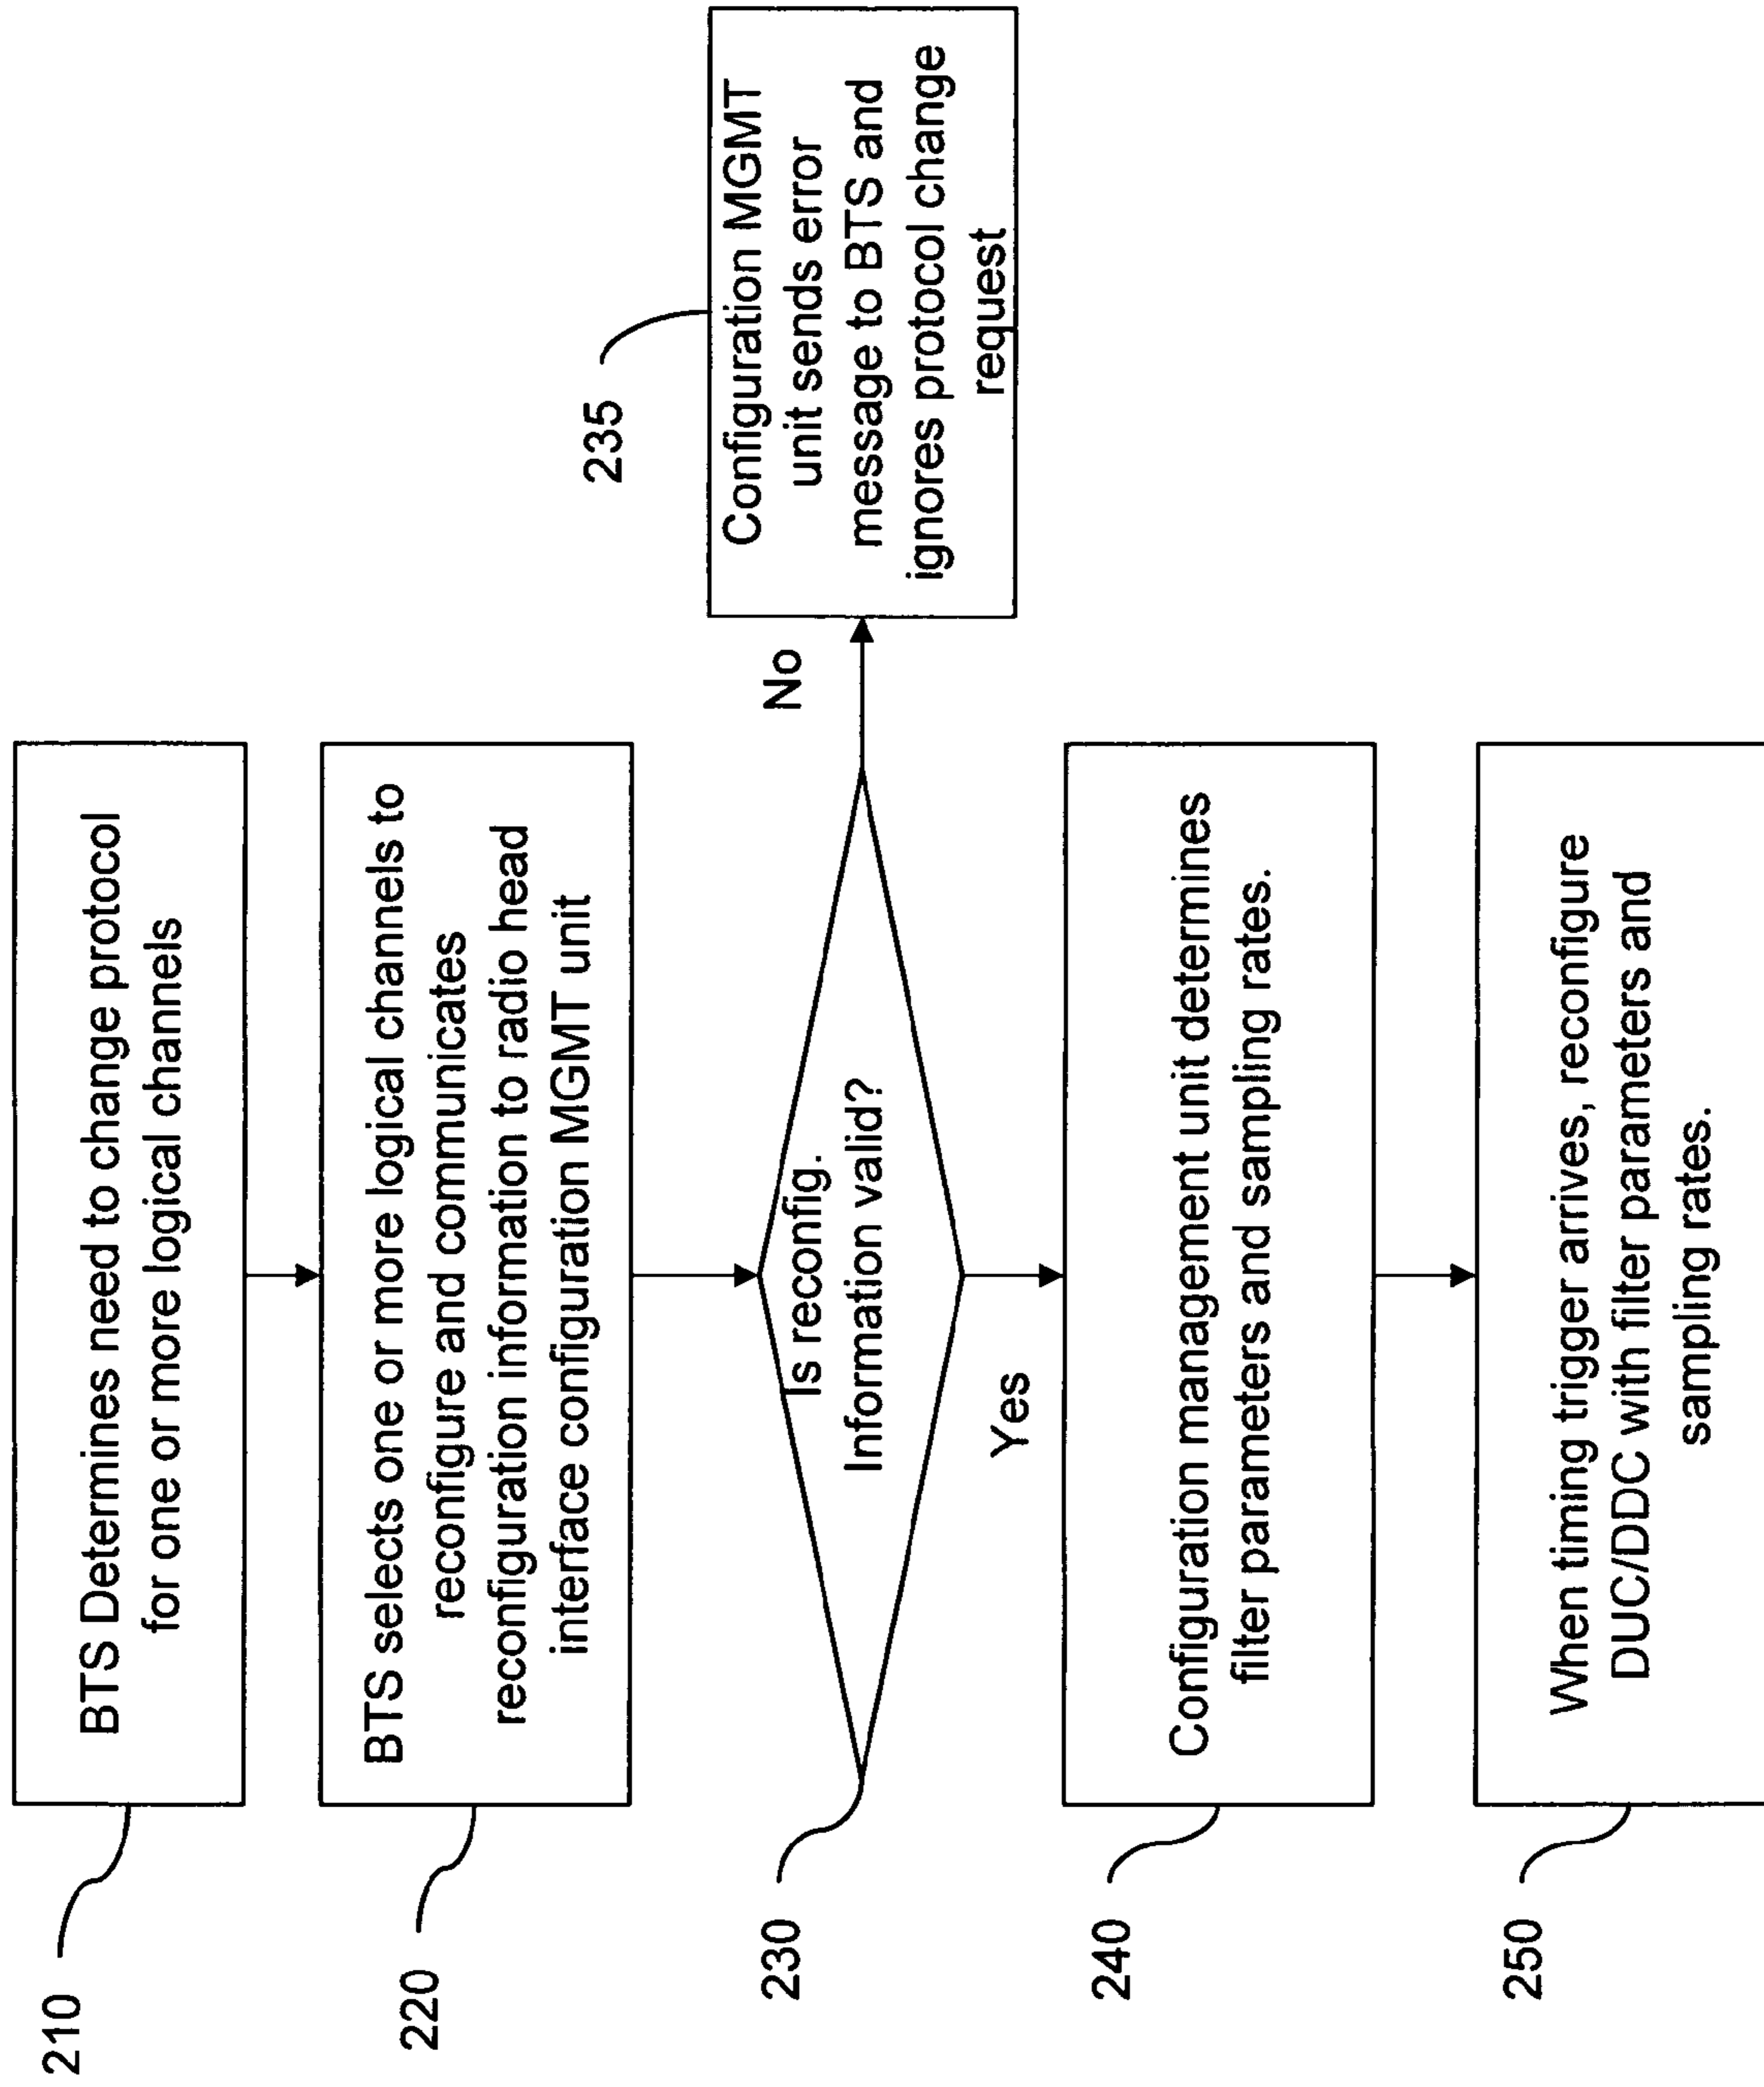 210
BTS Determines need to change protocol
for one or more logical channels
220
BTS selects one or more logical channels to
reconfigure and communicates
reconfiguration information to radio head
interface configuration MGMT unit
230
Is reconfig.
Information valid?
No
235
Configuration MGMT
unit sends error
message to BTS and
ignores protocol change
request
Yes
240
Configuration management unit determines
filter parameters and sampling rates.
250
When timing trigger arrives, reconfigure
DUC/DDC with filter parameters and
sampling rates.